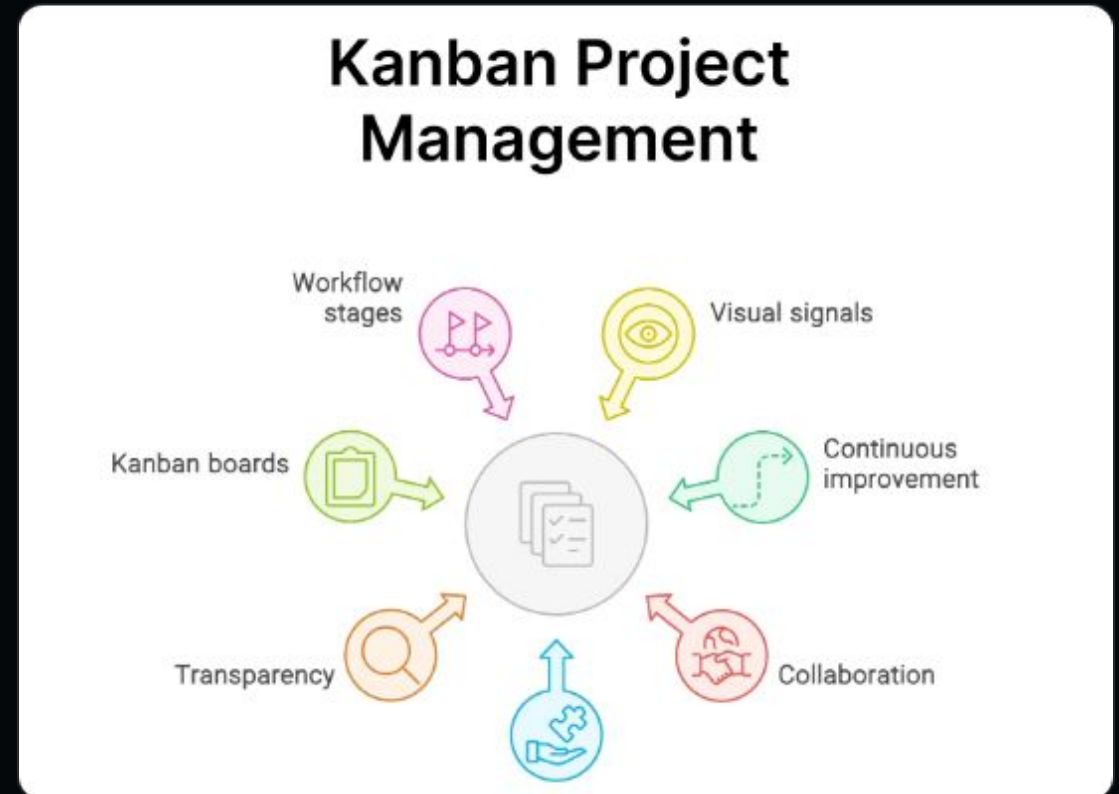 Kanban Project
Management
Workflow
stages
Visual signals
Kanban boards
Continuous
improvement
Transparency
Collaboration